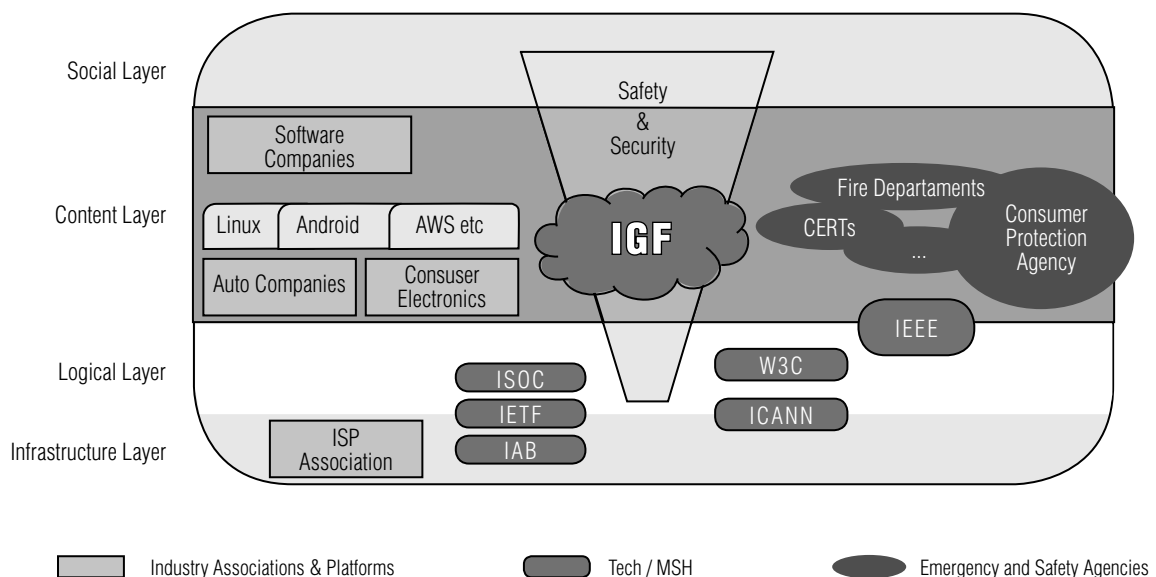 Social Layer
Safety
&
Security
Software
Companies
Content Layer
Linux
Android
AWS etc
Auto Companies
Consuser
Electronics
IGF
Fire Departaments
CERTs
...
Consumer
Protection
Agency
IEEE
Logical Layer
ISOC
W3C
IETF
ICANN
Infrastructure Layer
ISP
Association
IAB
Industry Associations & Platforms
Tech / MSH
Emergency and Safety Agencies